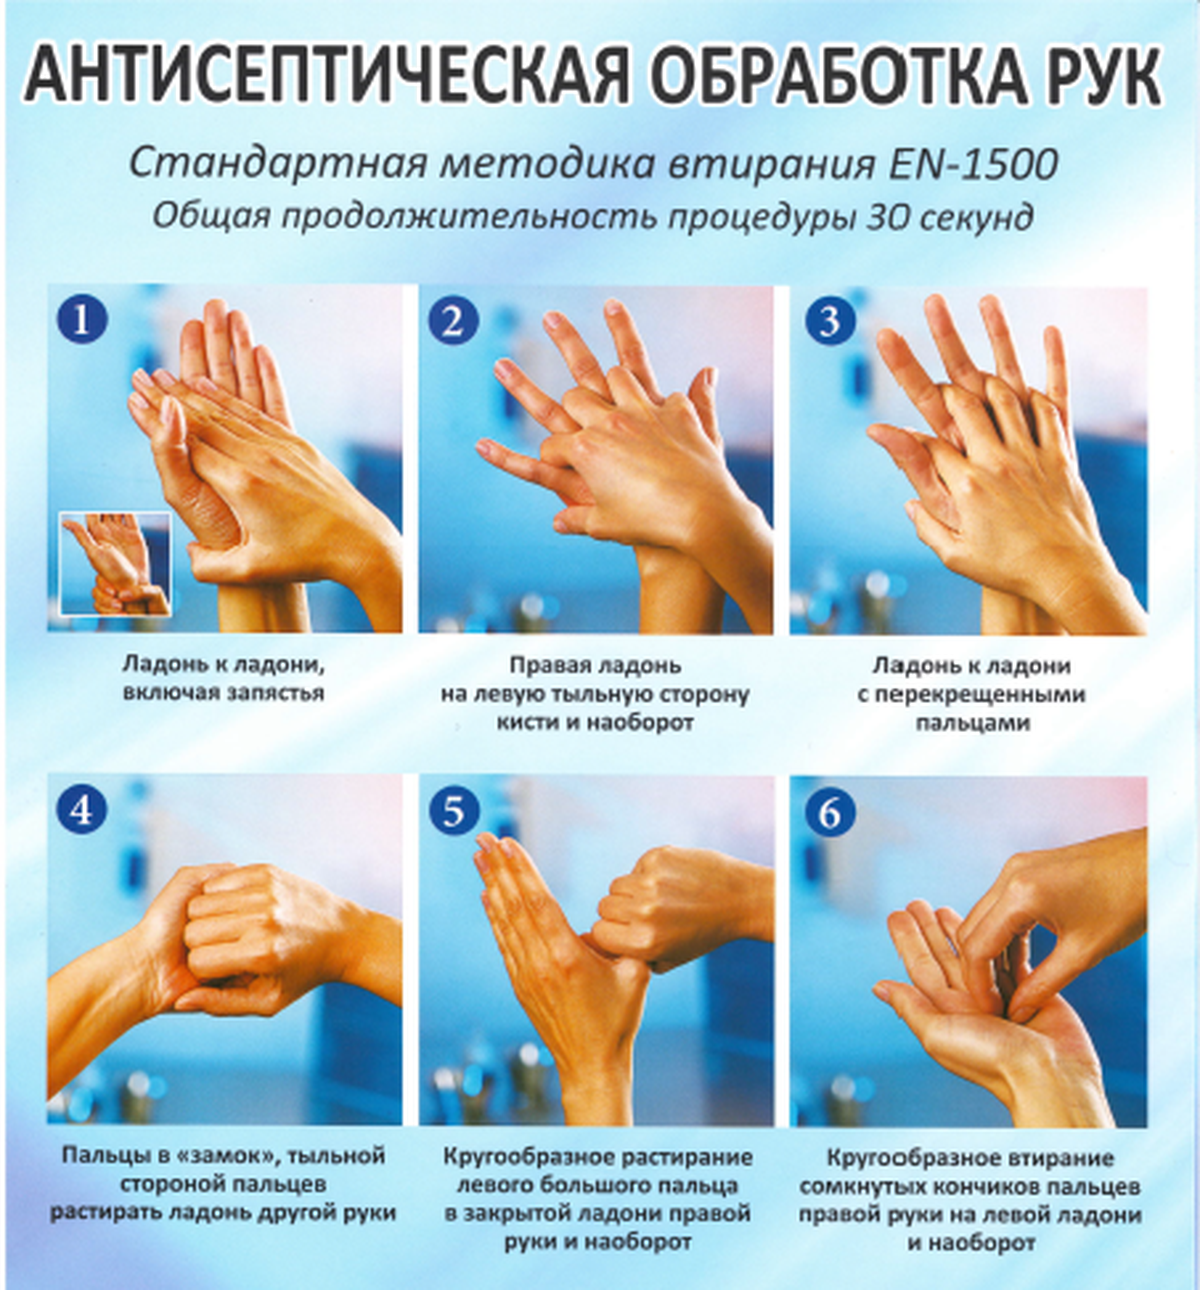 АНТИСЕПТИЧЕСКАЯ ОБРАБОТКА РУК
Стандартная методика втирания EN-1500
Общая продолжительность процедуры 30 секунд
1
2
3
Ладонь к ладони,
включая запястья
Правая ладонь
на левую тыльную сторону
кисти и наоборот
Ладонь к ладони
с перекрещенными
пальцами
4
5
6
Пальцы в «замок», тыльной
стороной пальцев
растирать ладонь другой руки
Кругообразное растирание
левого большого пальца
в закрытой ладони правой
руки и наоборот
Кругообразное втирание
сомкнутых кончиков пальцев
правой руки на левой ладони
и наоборот